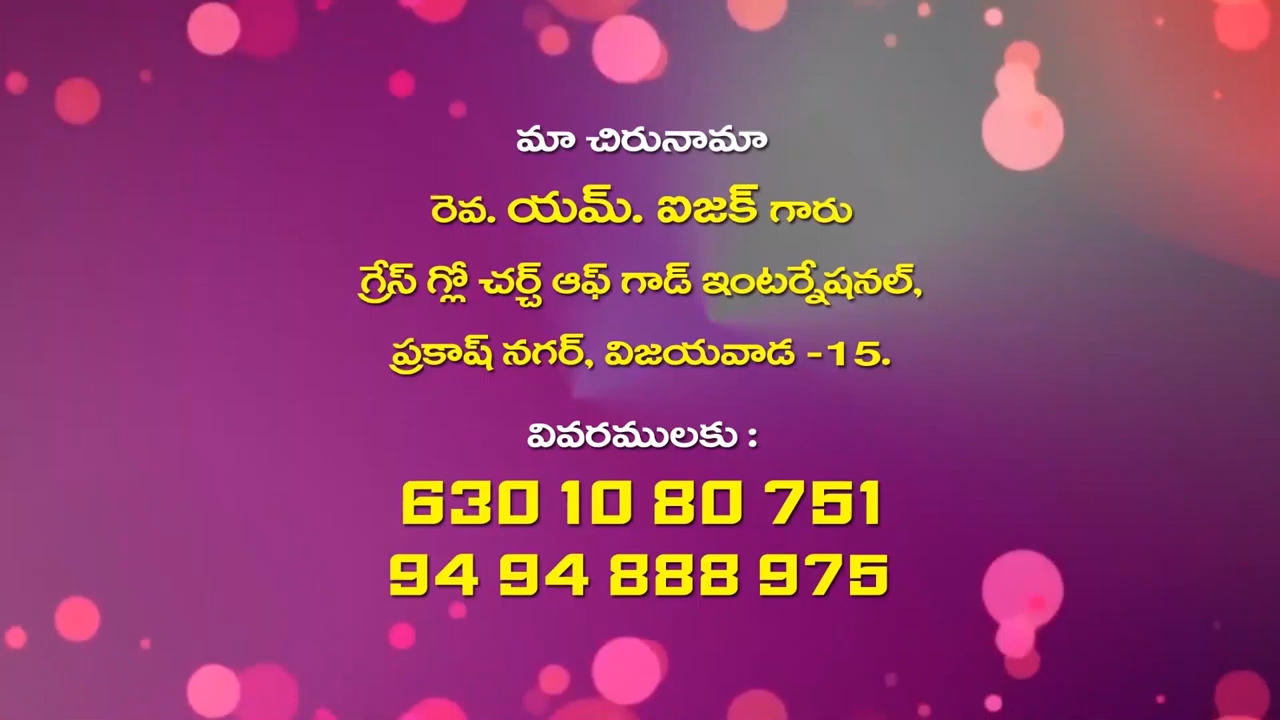 మా చిరునామా
రెవ. యమ్. ఐజక్ గారు
గ్రేస్ గ్లో చర్చ్ ఆఫ్ గాడ్ ఇంటర్నేషనల్,
ప్రకాష్ నగర్, విజయవాడ -15.
వివరములకు :
630 10 80 751
94 94 888 975